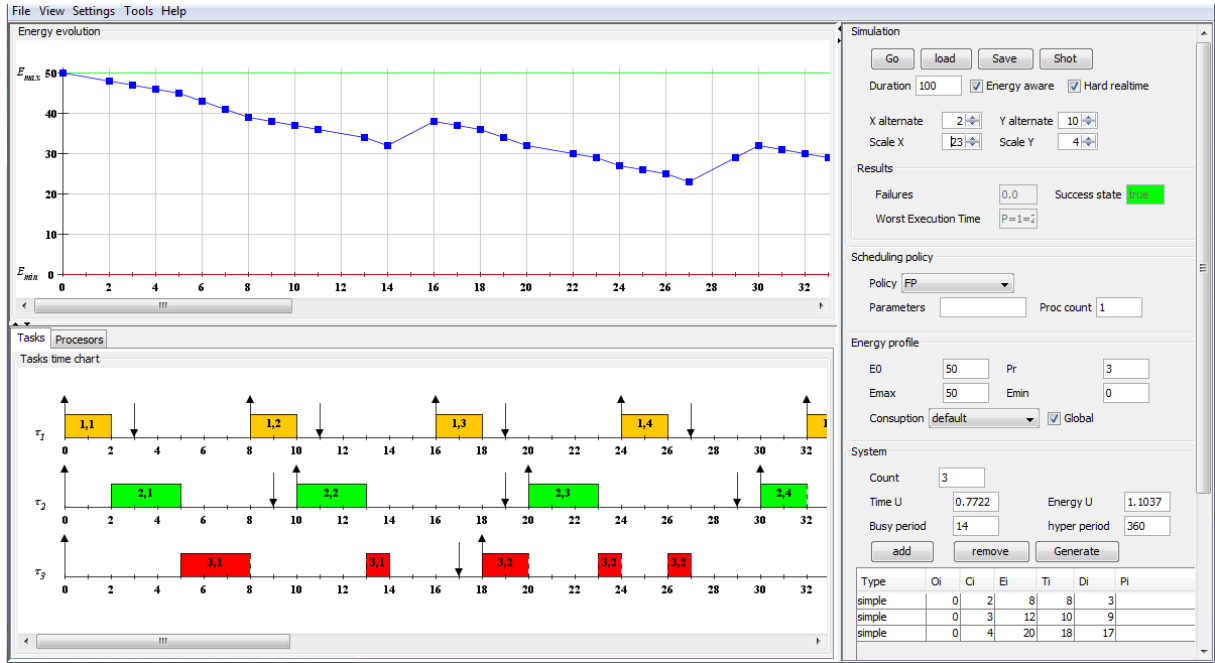 File View Settings Tools Help
Energy evolution
Emax 50
40
30
20
10
Emin 0
0 2 4 6 8 10 12 14 16 18 20 22 24 26 28 30 32
Tasks Procesors
Tasks time chart
τ1 1,1 1,2 1,3 1,4 1
0 2 4 6 8 10 12 14 16 18 20 22 24 26 28 30 32
τ2 2,1 2,2 2,3 2,4
0 2 4 6 8 10 12 14 16 18 20 22 24 26 28 30 32
τ3 3,1 3,1 3,2 3,2 3,2
0 2 4 6 8 10 12 14 16 18 20 22 24 26 28 30 32
Simulation
Go load Save Shot
Duration 100 Energy aware Hard realtime
X alternate 2 Y alternate 10
Scale X 23 Scale Y 4
Results
Failures 0.0 Success state true
Worst Execution Time P=1=2
Scheduling policy
Policy FP
Parameters Proc count 1
Energy profile
E0 50 Pr 3
Emax 50 Emin 0
Consuption default Global
System
Count 3
Time U 0.7722 Energy U 1.1037
Busy period 14 hyper period 360
add remove Generate
Type Oi Ci Ei Ti Di Pi
simple 0 2 8 8 3
simple 0 3 12 10 9
simple 0 4 20 18 17